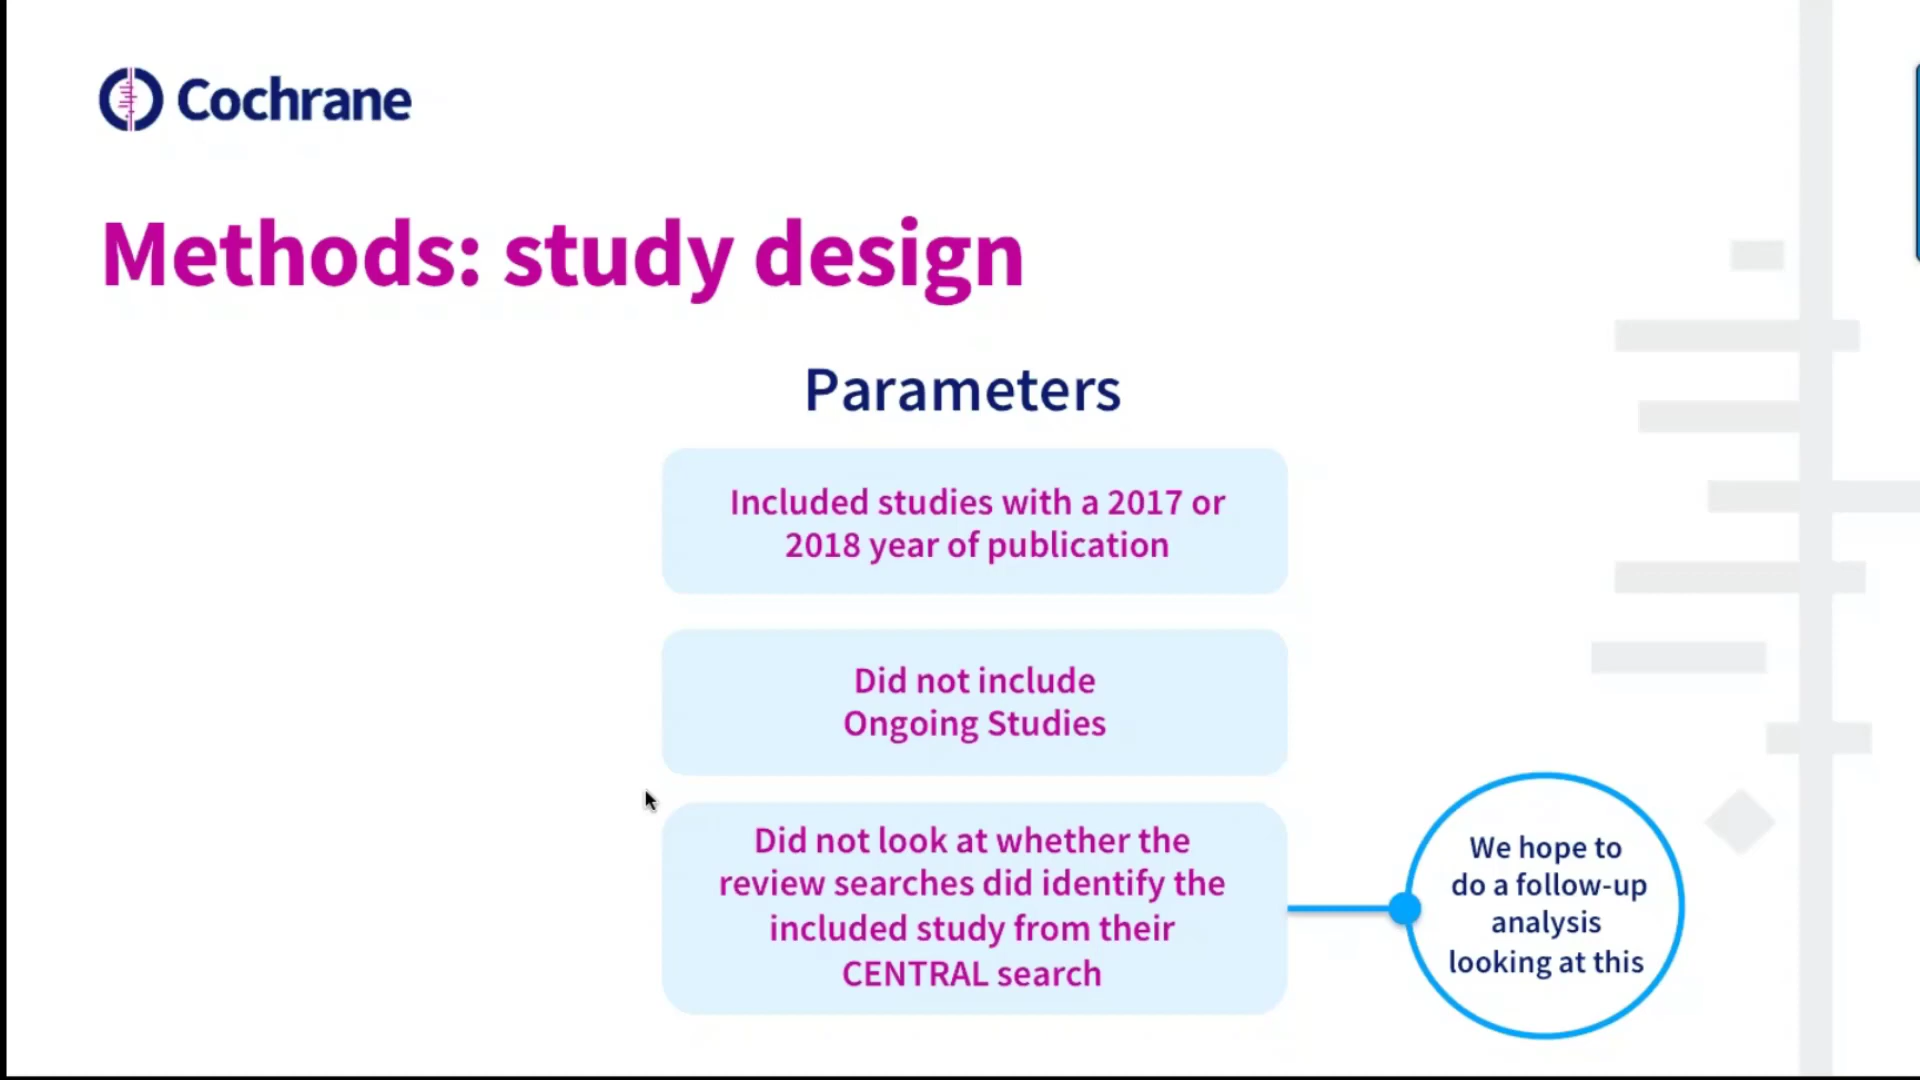 Cochrane
Methods: study design
Parameters
Included studies with a 2017 or
2018 year of publication
Did not include
Ongoing Studies
Did not look at whether the
review searches did identify the
included study from their
CENTRAL search
We hope to
do a follow-up
analysis
looking at this